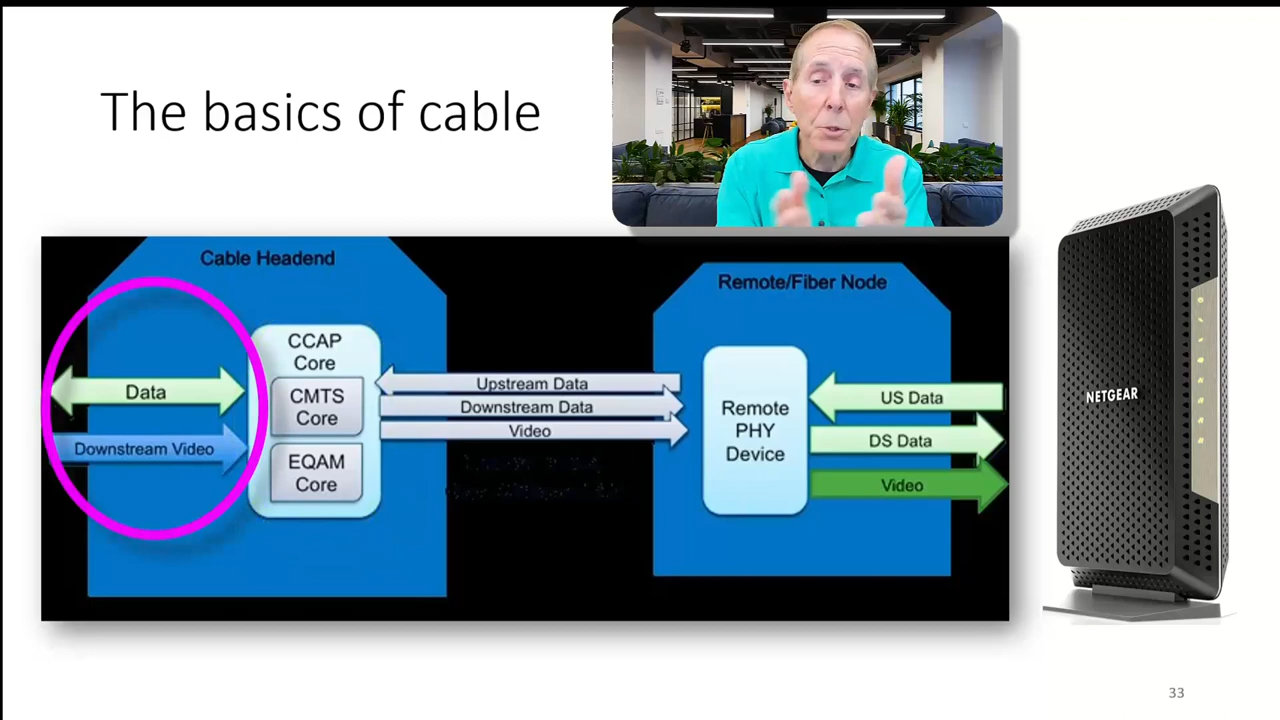 The basics of cable
Cable Headend
CCAP
Core
CMTS
Core
EQAM
Core
Data
Downstream Video
Upstream Data
Downstream Data
Video
Remote/Fiber Node
Remote
PHY
Device
US Data
DS Data
Video
NETGEAR
33